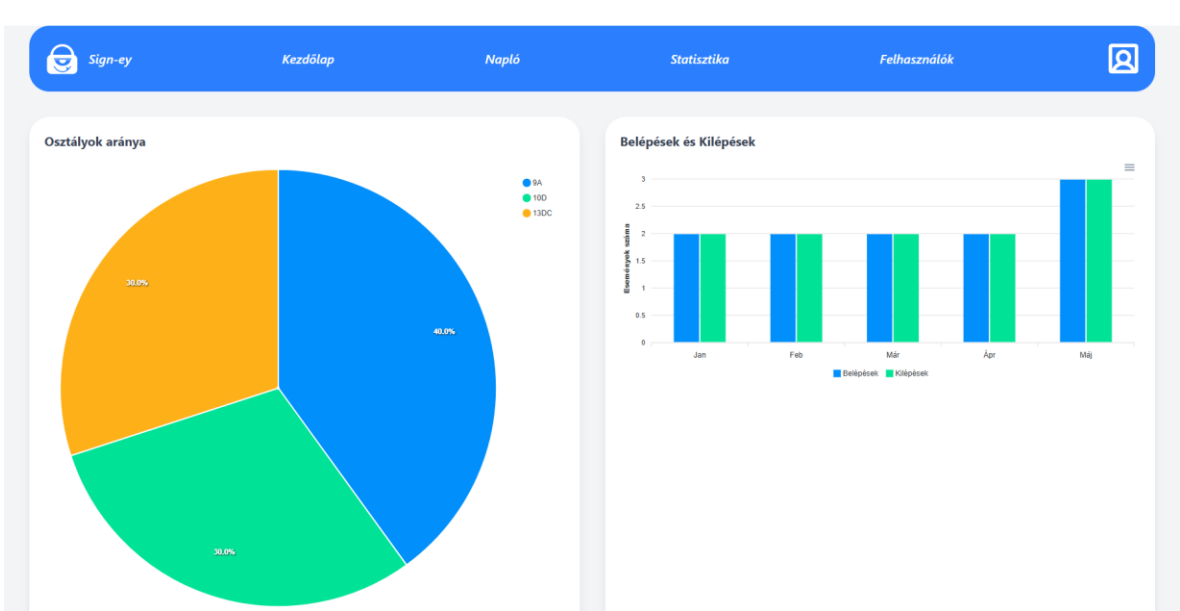 Sign-ey
Kezdőlap
Napló
Statisztika
Felhasználók
Osztályok aránya
9A
10D
13DC
30.0%
40.0%
30.0%
Belépések és Kilépések
Események száma
3
2.5
2
1.5
1
0.5
0
Jan
Feb
Már
Ápr
Máj
Belépések
Kilépések